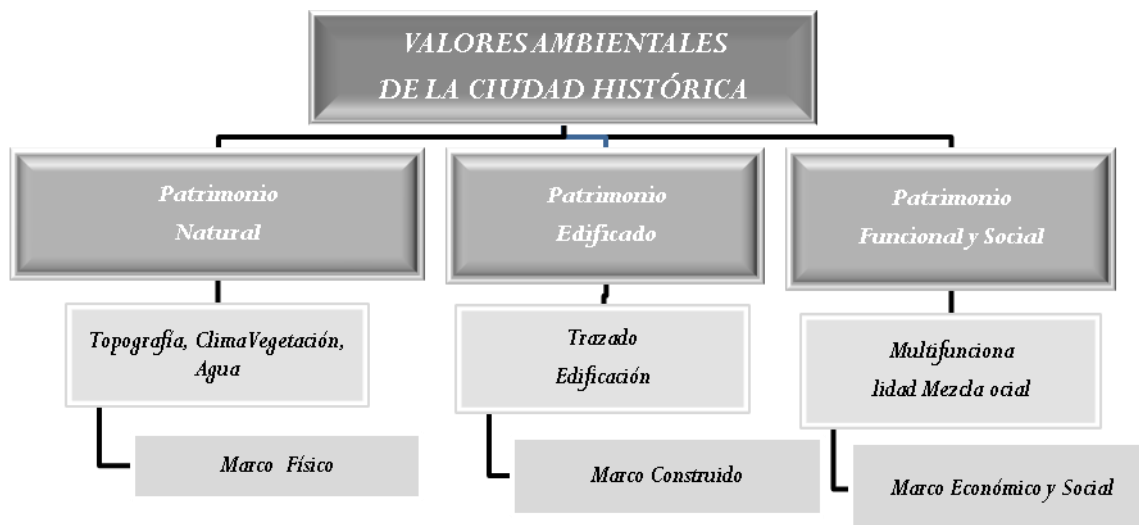 VALORES AMBIENTALES
DE LA CIUDAD HISTÓRICA
Patrimonio
Natural
Patrimonio
Edificado
Patrimonio
Funcional y Social
Topografía, ClimaVegetación,
Agua
Trazado
Edificación
Multifunciona
lidad Mezcla ocial
Marco Físico
Marco Construido
Marco Económico y Social